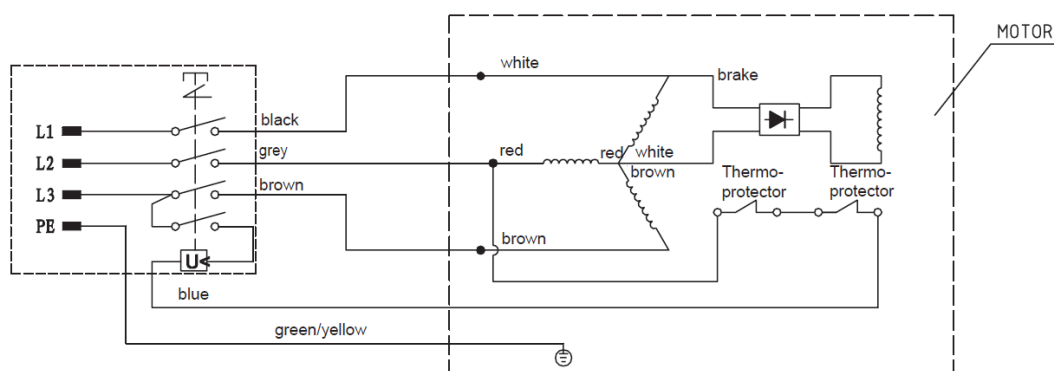 MOTOR
white
brake
black
L1
grey
red
red
white
L2
brown
Thermo-
protector
Thermo-
protector
brown
L3
PE
brown
U<
blue
green/yellow